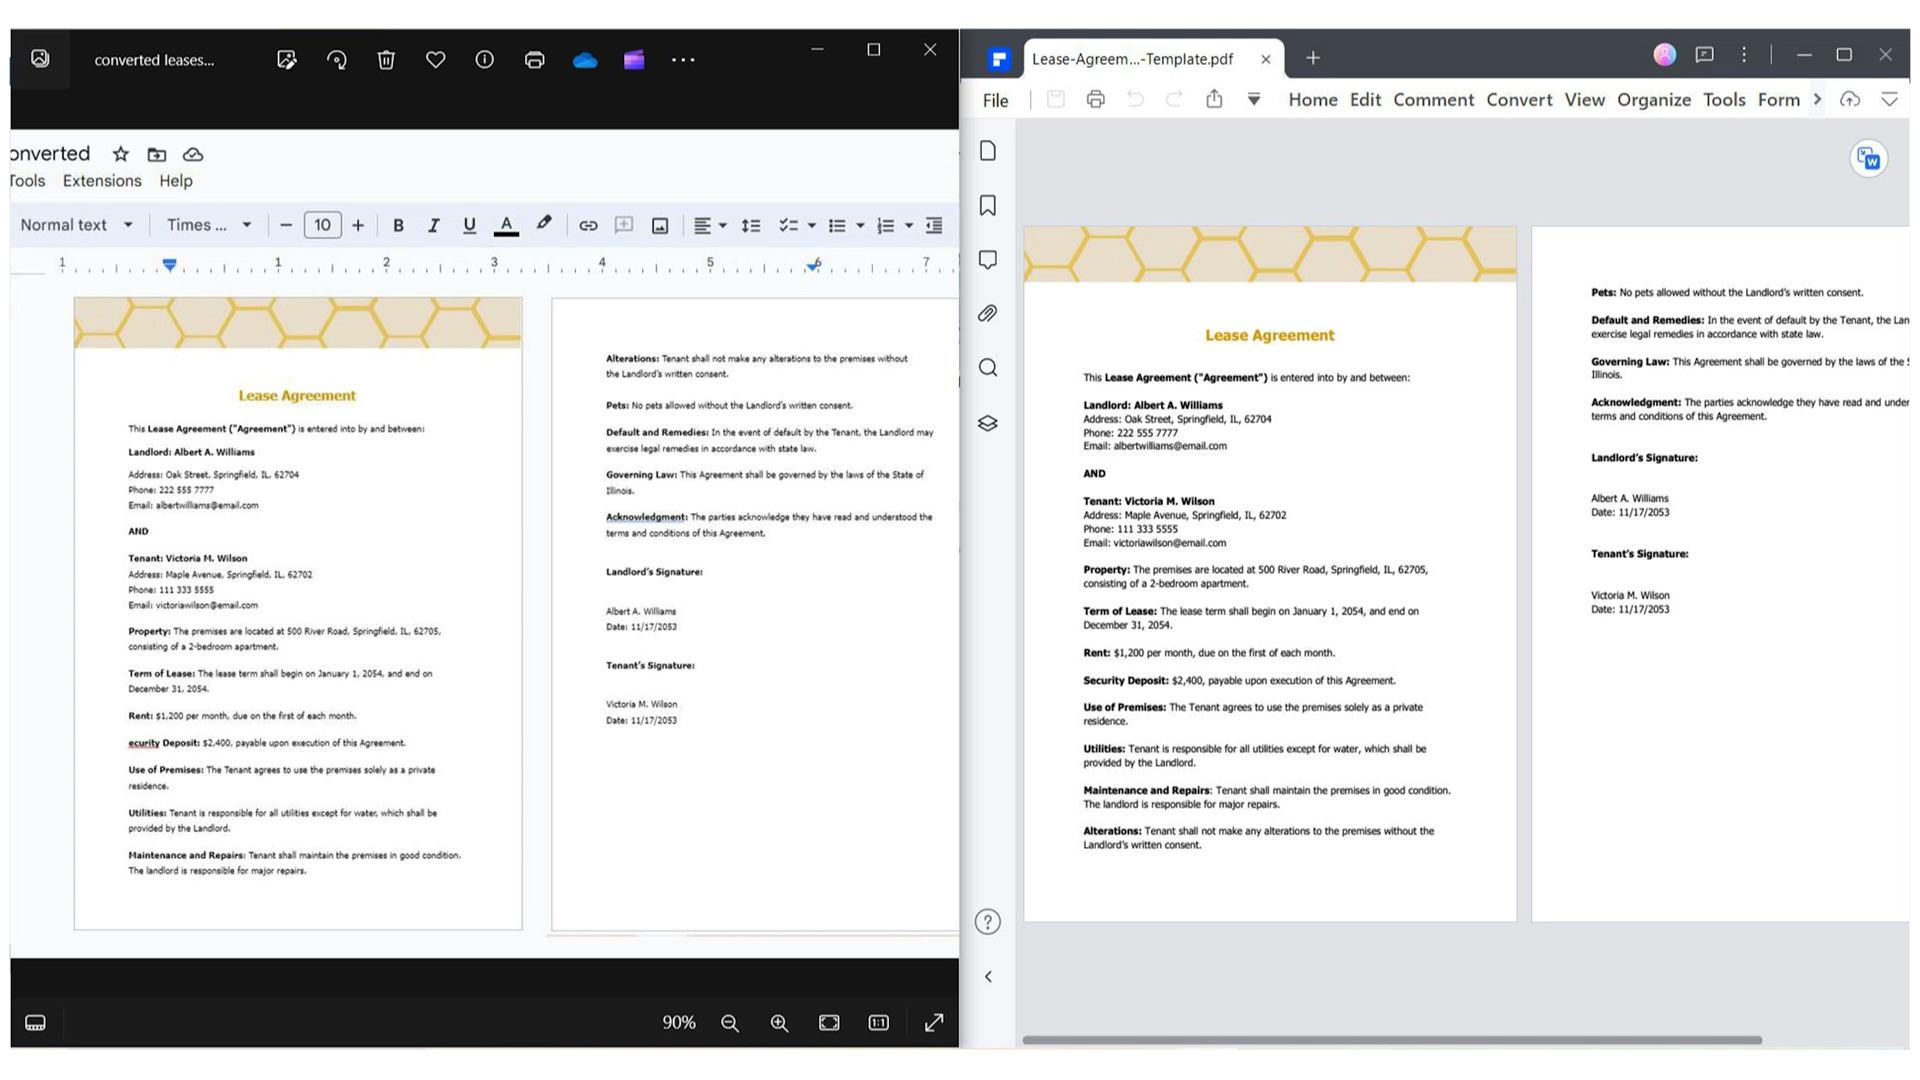 converted leases...
onverted
Tools Extensions Help
Normal text Times ... 10 B I U A
1 1 2 3 4 5 6 7
Lease Agreement
This Lease Agreement ("Agreement") is entered into by and between:
Landlord: Albert A. Williams
Address: Oak Street, Springfield, IL, 62704
Phone: 222 555 7777
Email: albertwilliams@email.com
AND
Tenant: Victoria M. Wilson
Address: Maple Avenue, Springfield, IL, 62702
Phone: 111 333 5555
Email: victoriawilson@email.com
Property: The premises are located at 500 River Road, Springfield, IL, 62705,
consisting of a 2-bedroom apartment.
Term of Lease: The lease term shall begin on January 1, 2054, and end on
December 31, 2054.
Rent: $1,200 per month, due on the first of each month.
ecurity Deposit: $2,400, payable upon execution of this Agreement.
Use of Premises: The Tenant agrees to use the premises solely as a private
residence.
Utilities: Tenant is responsible for all utilities except for water, which shall be
provided by the Landlord.
Maintenance and Repairs: Tenant shall maintain the premises in good condition.
The landlord is responsible for major repairs.
Alterations: Tenant shall not make any alterations to the premises without
the Landlord's written consent.
Pets: No pets allowed without the Landlord's written consent.
Default and Remedies: In the event of default by the Tenant, the Landlord may
exercise legal remedies in accordance with state law.
Governing Law: This Agreement shall be governed by the laws of the State of
Illinois.
Acknowledgment: The parties acknowledge they have read and understood the
terms and conditions of this Agreement.
Landlord's Signature:
Albert A. Williams
Date: 11/17/2053
Tenant's Signature:
Victoria M. Wilson
Date: 11/17/2053
90% 1:1
Lease-Agreem...-Template.pdf
File Home Edit Comment Convert View Organize Tools Form
W
Lease Agreement
This Lease Agreement ("Agreement") is entered into by and between:
Landlord: Albert A. Williams
Address: Oak Street, Springfield, IL, 62704
Phone: 222 555 7777
Email: albertwilliams@email.com
AND
Tenant: Victoria M. Wilson
Address: Maple Avenue, Springfield, IL, 62702
Phone: 111 333 5555
Email: victoriawilson@email.com
Property: The premises are located at 500 River Road, Springfield, IL, 62705,
consisting of a 2-bedroom apartment.
Term of Lease: The lease term shall begin on January 1, 2054, and end on
December 31, 2054.
Rent: $1,200 per month, due on the first of each month.
Security Deposit: $2,400, payable upon execution of this Agreement.
Use of Premises: The Tenant agrees to use the premises solely as a private
residence.
Utilities: Tenant is responsible for all utilities except for water, which shall be
provided by the Landlord.
Maintenance and Repairs: Tenant shall maintain the premises in good condition.
The landlord is responsible for major repairs.
Alterations: Tenant shall not make any alterations to the premises without the
Landlord's written consent.
Pets: No pets allowed without the Landlord's written consent.
Default and Remedies: In the event of default by the Tenant, the Lan
exercise legal remedies in accordance with state law.
Governing Law: This Agreement shall be governed by the laws of the S
Illinois.
Acknowledgment: The parties acknowledge they have read and under
terms and conditions of this Agreement.
Landlord's Signature:
Albert A. Williams
Date: 11/17/2053
Tenant's Signature:
Victoria M. Wilson
Date: 11/17/2053